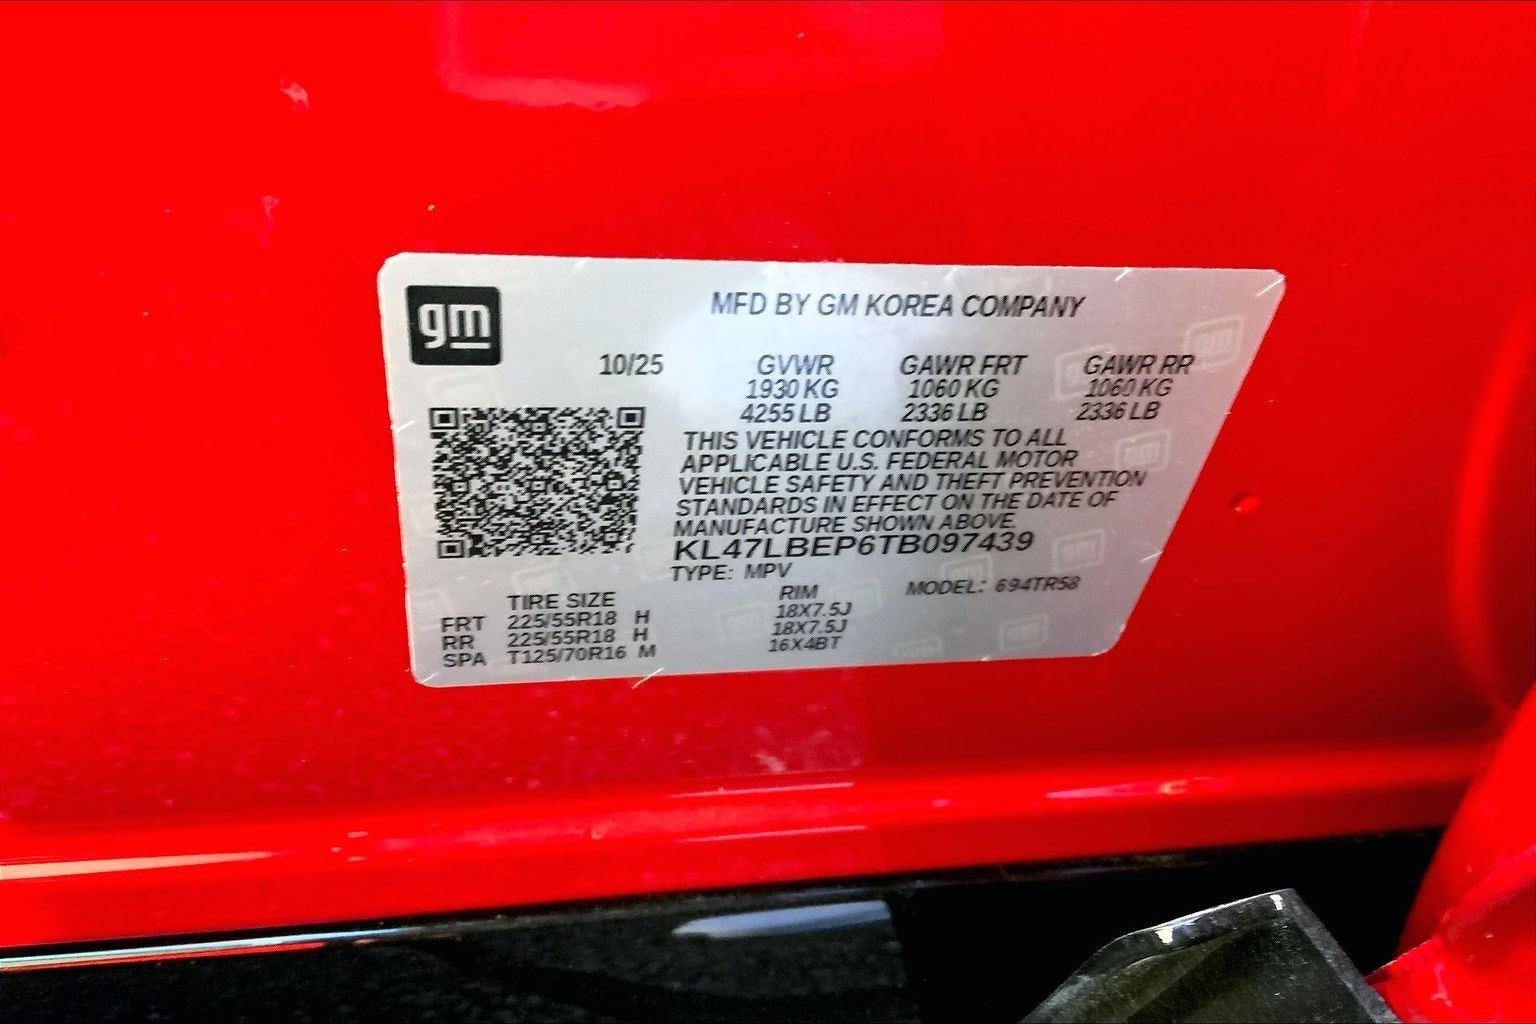 gm
MFD BY GM KOREA COMPANY
10/25 GVWR GAWR FRT GAWR RR
1930 KG 1060 KG 1060 KG
4255 LB 2336 LB 2336 LB
THIS VEHICLE CONFORMS TO ALL
APPLICABLE U.S. FEDERAL MOTOR
VEHICLE SAFETY AND THEFT PREVENTION
STANDARDS IN EFFECT ON THE DATE OF
MANUFACTURE SHOWN ABOVE.
KL47LBEP6TB097439
TYPE: MPV MODEL: 694TR58
TIRE SIZE RIM
FRT 225/55R18 H 18X7.5J
RR 225/55R18 H 18X7.5J
SPA T125/70R16 M 16X4BT